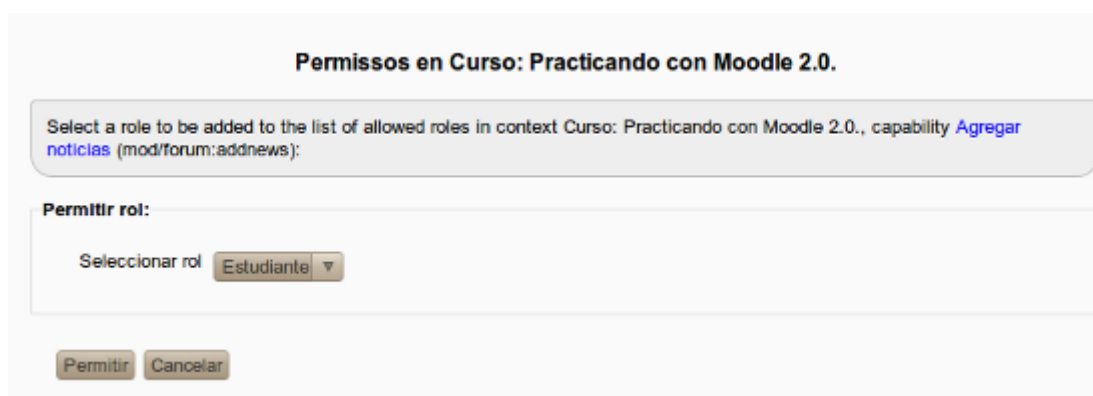 Permissos en Curso: Practicando con Moodle 2.0.
Select a role to be added to the list of allowed roles in context Curso: Practicando con Moodle 2.0., capability Agregar
noticias (mod/forum:addnews):
Permitir rol:
Seleccionar rol Estudiante
Permitir Cancelar